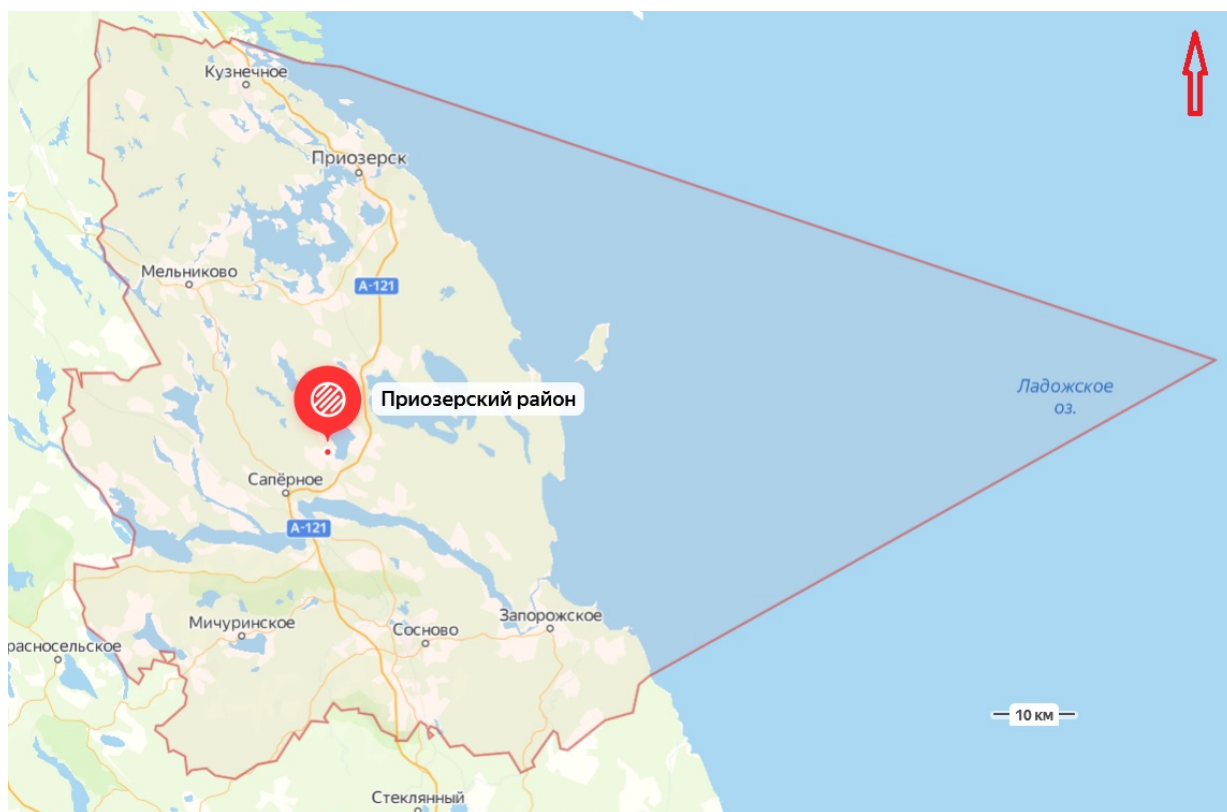 Кузнечное
Приозерск
Мельниково
А-121
Приозерский район
Ладожское
оз.
Сапёрное
А-121
Запорожское
Мичуринское
Сосново
расносельское
10 км
Стеклянный